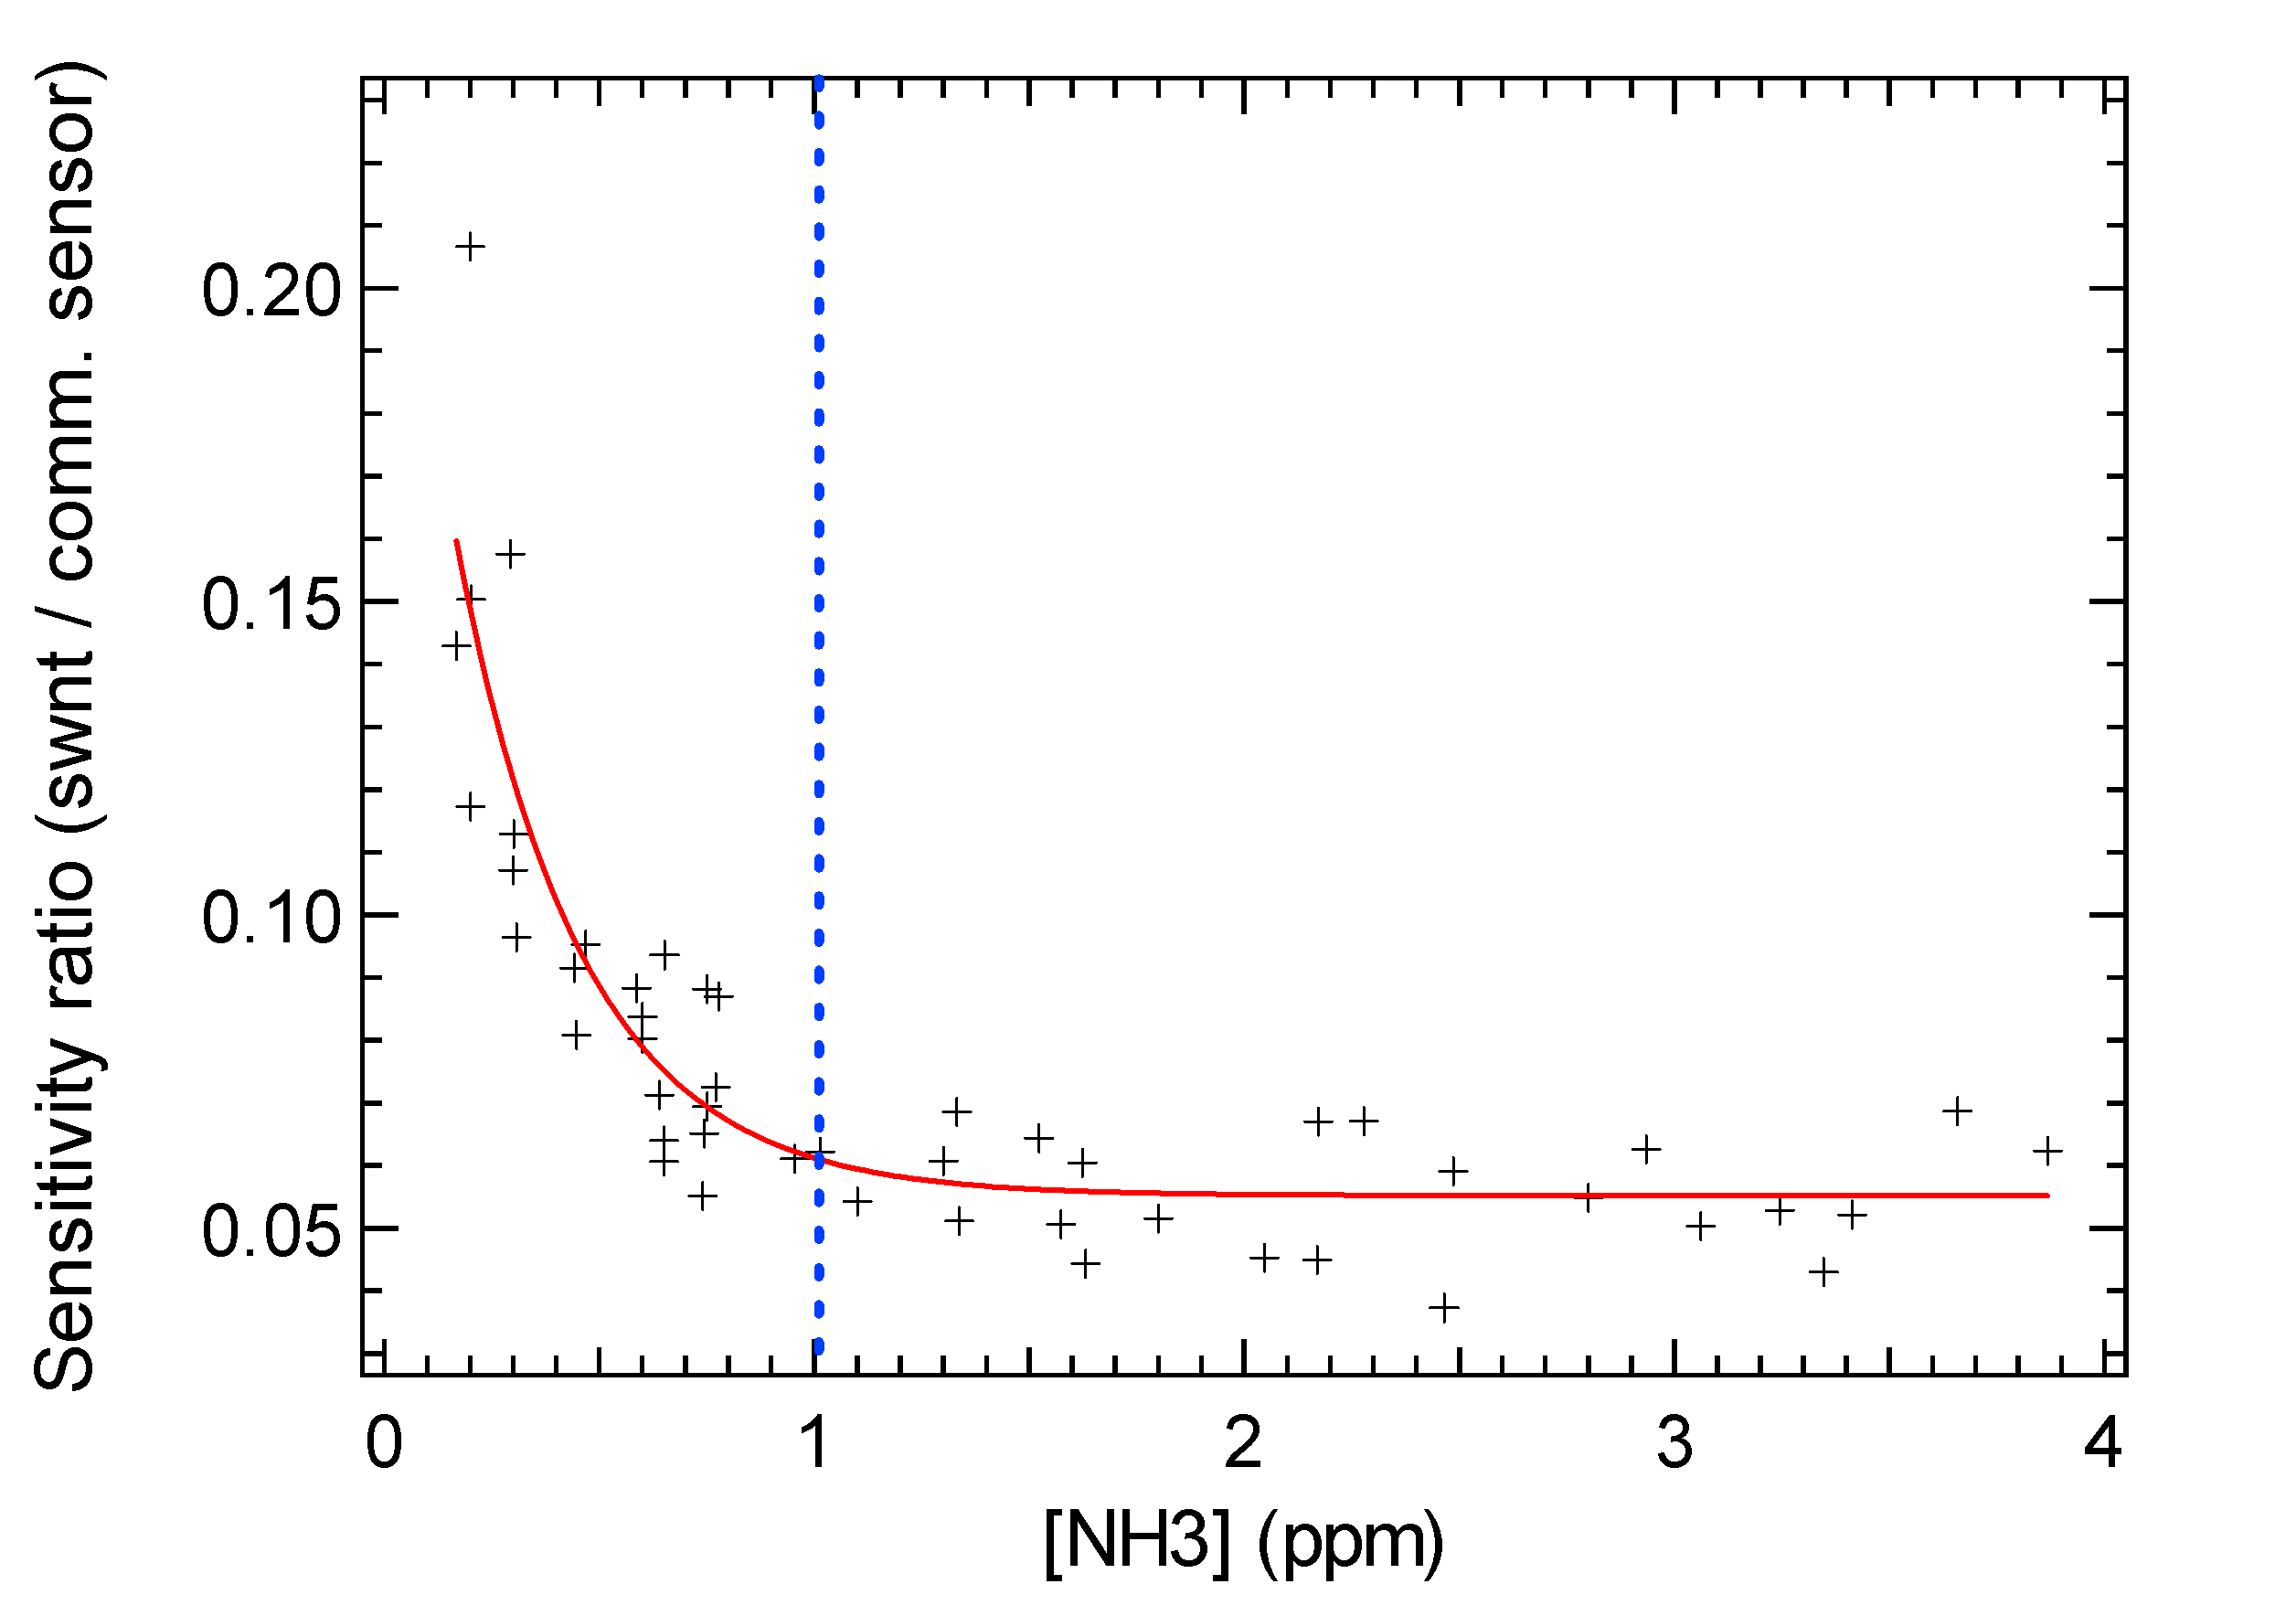 Sensitivity ratio (swnt / comm. sensor)
0.20
0.15
0.10
0.05
0 1 2 3 4
[NH3] (ppm)